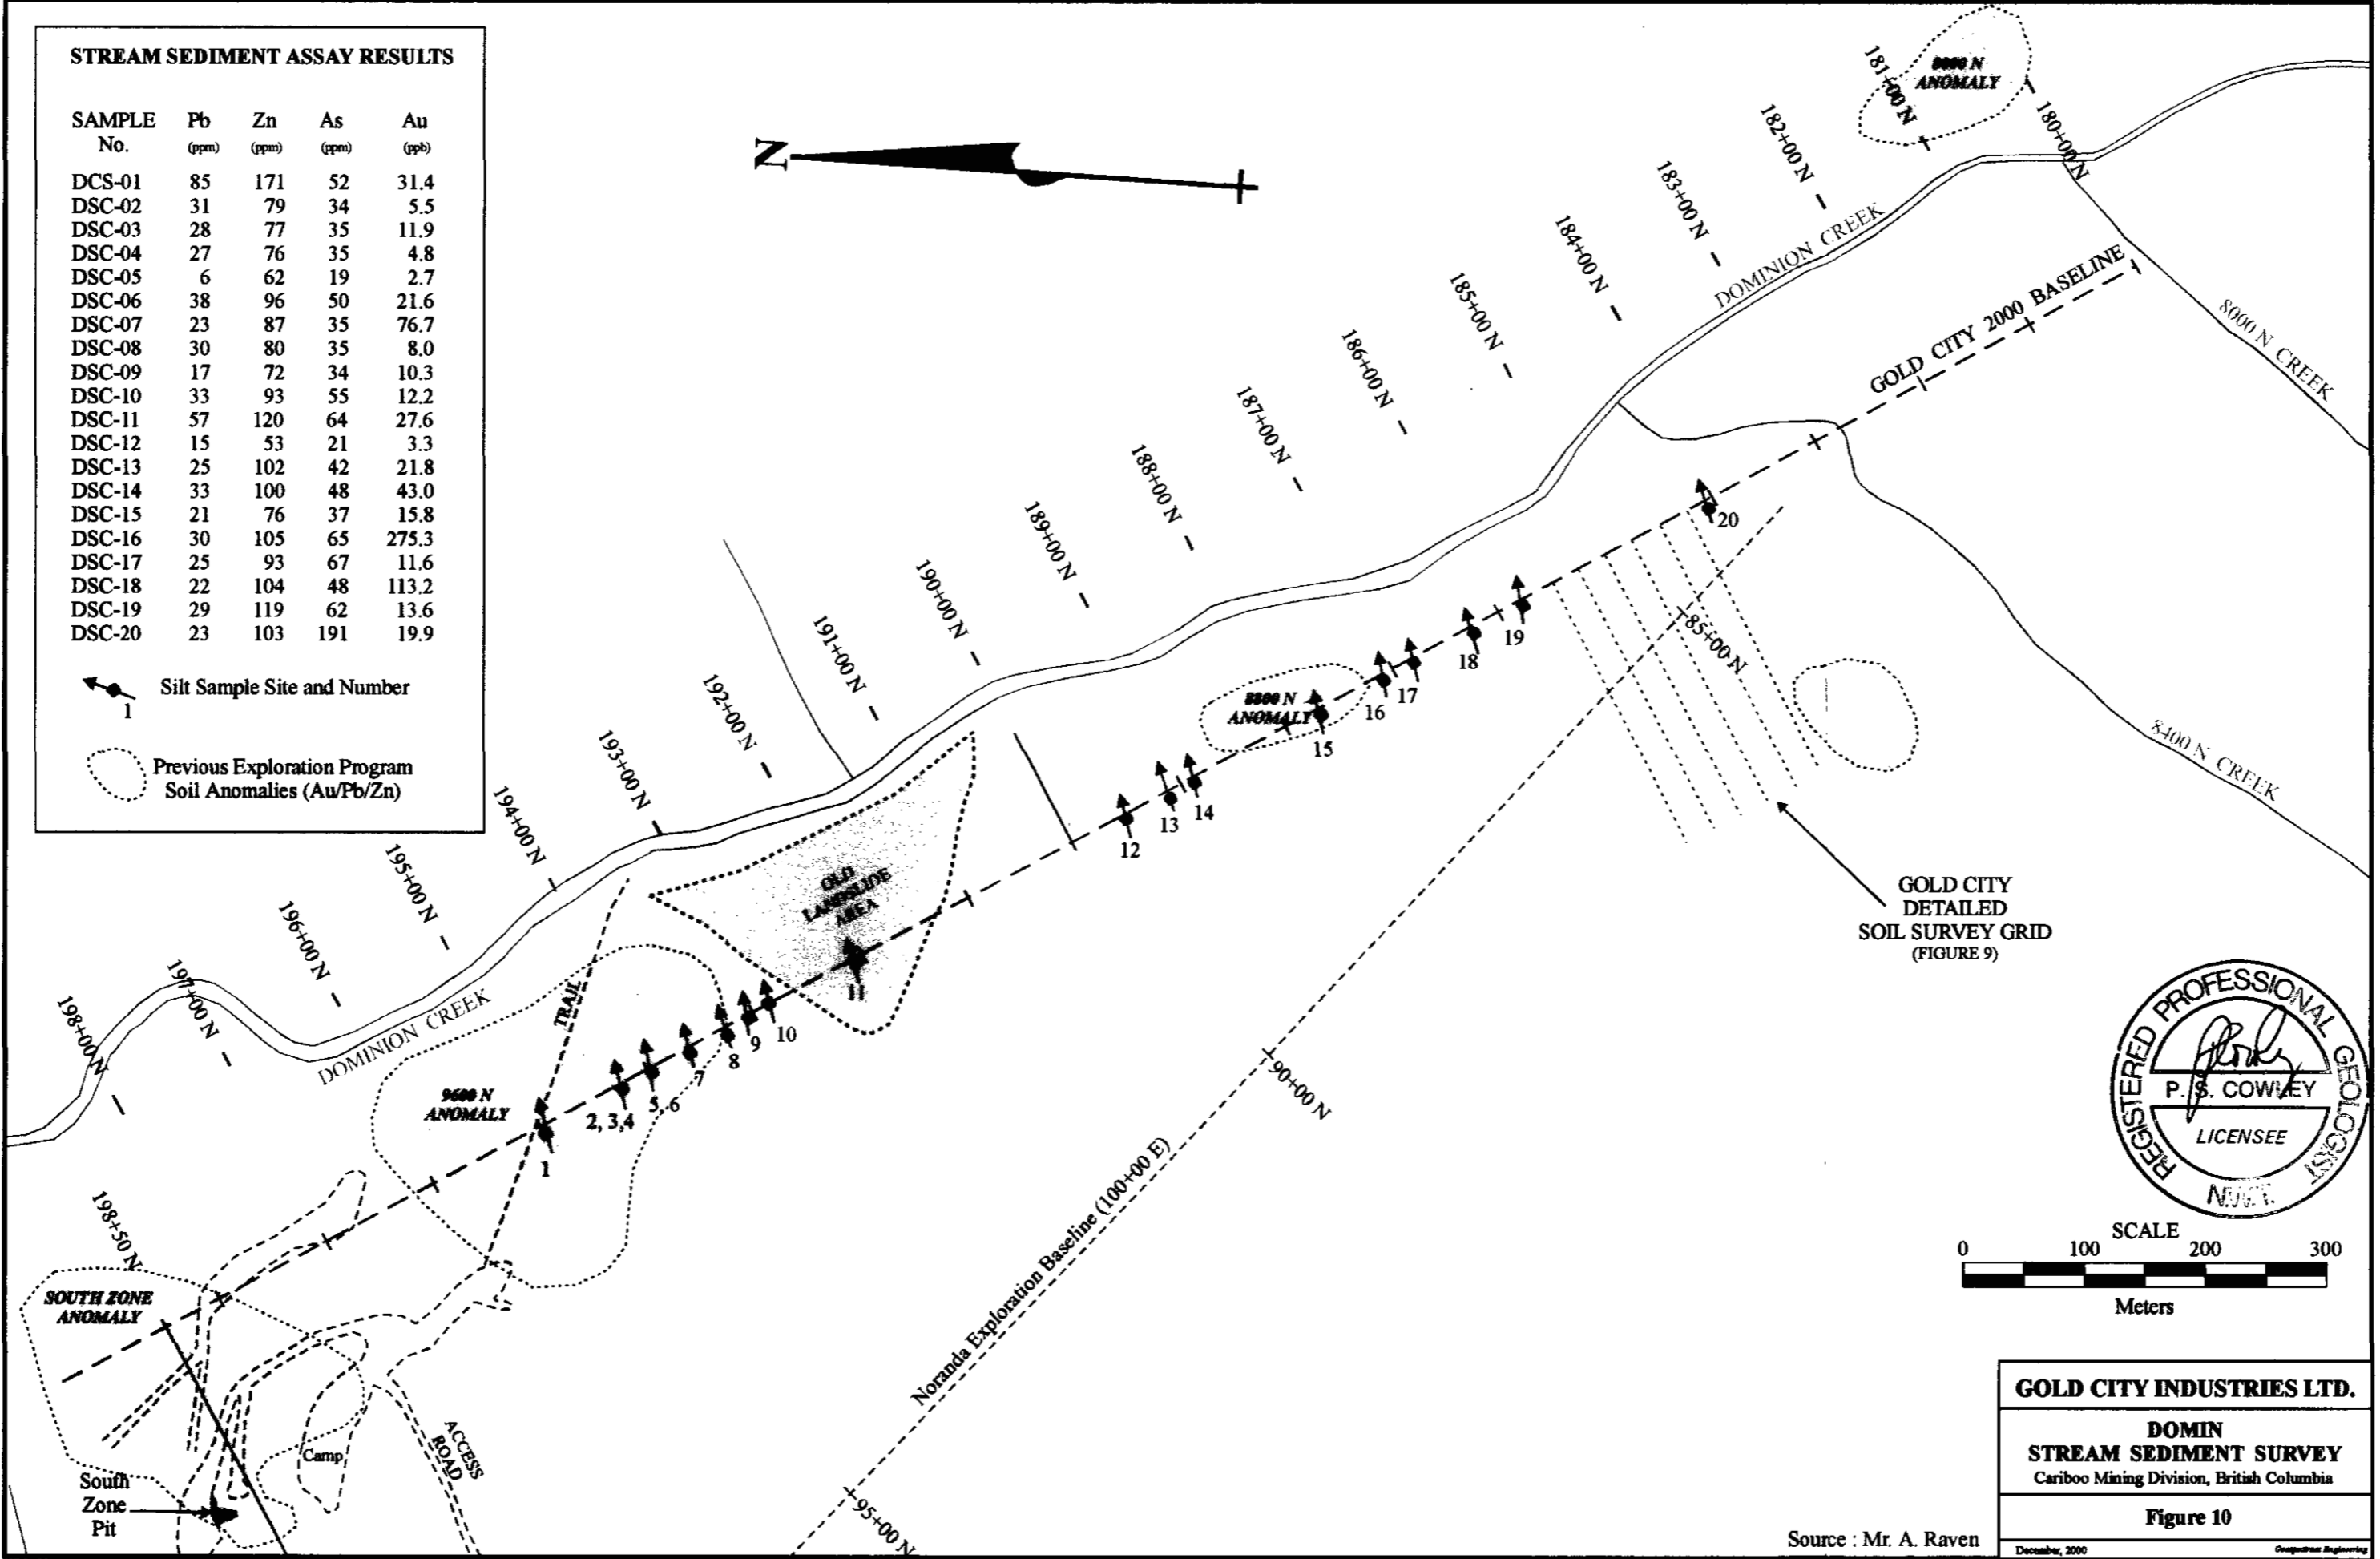 STREAM SEDIMENT ASSAY RESULTS
SAMPLE Pb Zn As Au
No. (ppm) (ppm) (ppm) (ppb)
DCS-01 85 171 52 31.4
DSC-02 31 79 34 5.5
DSC-03 28 77 35 11.9
DSC-04 27 76 35 4.8
DSC-05 6 62 19 2.7
DSC-06 38 96 50 21.6
DSC-07 23 87 35 76.7
DSC-08 30 80 35 8.0
DSC-09 17 72 34 10.3
DSC-10 33 93 55 12.2
DSC-11 57 120 64 27.6
DSC-12 15 53 21 3.3
DSC-13 25 102 42 21.8
DSC-14 33 100 48 43.0
DSC-15 21 76 37 15.8
DSC-16 30 105 65 275.3
DSC-17 25 93 67 11.6
DSC-18 22 104 48 113.2
DSC-19 29 119 62 13.6
DSC-20 23 103 191 19.9
1
Silt Sample Site and Number
Previous Exploration Program
Soil Anomalies (Au/Pb/Zn)
N
8000 N
ANOMALY
180+00 N
181+00 N
182+00 N
183+00 N
184+00 N
185+00 N
186+00 N
187+00 N
188+00 N
189+00 N
190+00 N
191+00 N
192+00 N
193+00 N
194+00 N
195+00 N
196+00 N
197+00 N
198+00 N
198+50 N
DOMINION CREEK
GOLD CITY 2000 BASELINE
8000 N CREEK
8400 N CREEK
20
19
18
17
16
15
14
13
12
11
10
9
8
7
5,6
2, 3,4
1
8800 N
ANOMALY
85+00 N
90+00 N
95+00 N
GOLD CITY
DETAILED
SOIL SURVEY GRID
(FIGURE 9)
OLD
LANDSLIDE
AREA
DOMINION CREEK
TRAIL
9600 N
ANOMALY
Noranda Exploration Baseline (100+00 E)
SOUTH ZONE
ANOMALY
Camp
ACCESS
ROAD
South
Zone
Pit
REGISTERED PROFESSIONAL GEOLOGIST
P. S. COWLEY
LICENSEE
SCALE
0 100 200 300
Meters
GOLD CITY INDUSTRIES LTD.
DOMIN
STREAM SEDIMENT SURVEY
Cariboo Mining Division, British Columbia
Figure 10
Source : Mr. A. Raven
December, 2000